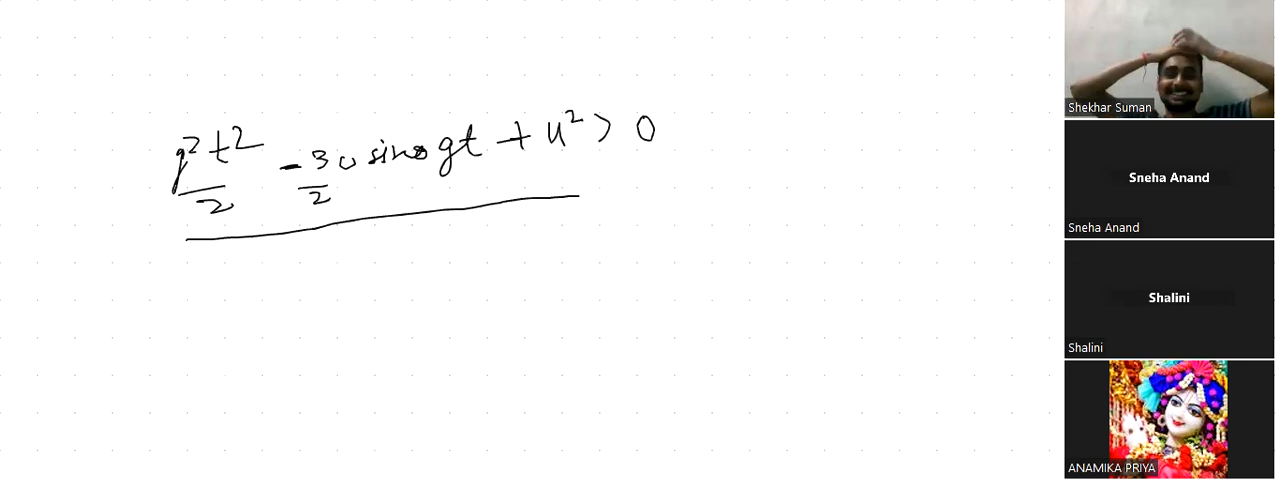 g²t²/2 - 3/2 u sinθ gt + u² > 0
Shekhar Suman
Sneha Anand
Sneha Anand
Shalini
Shalini
ANAMIKA PRIYA